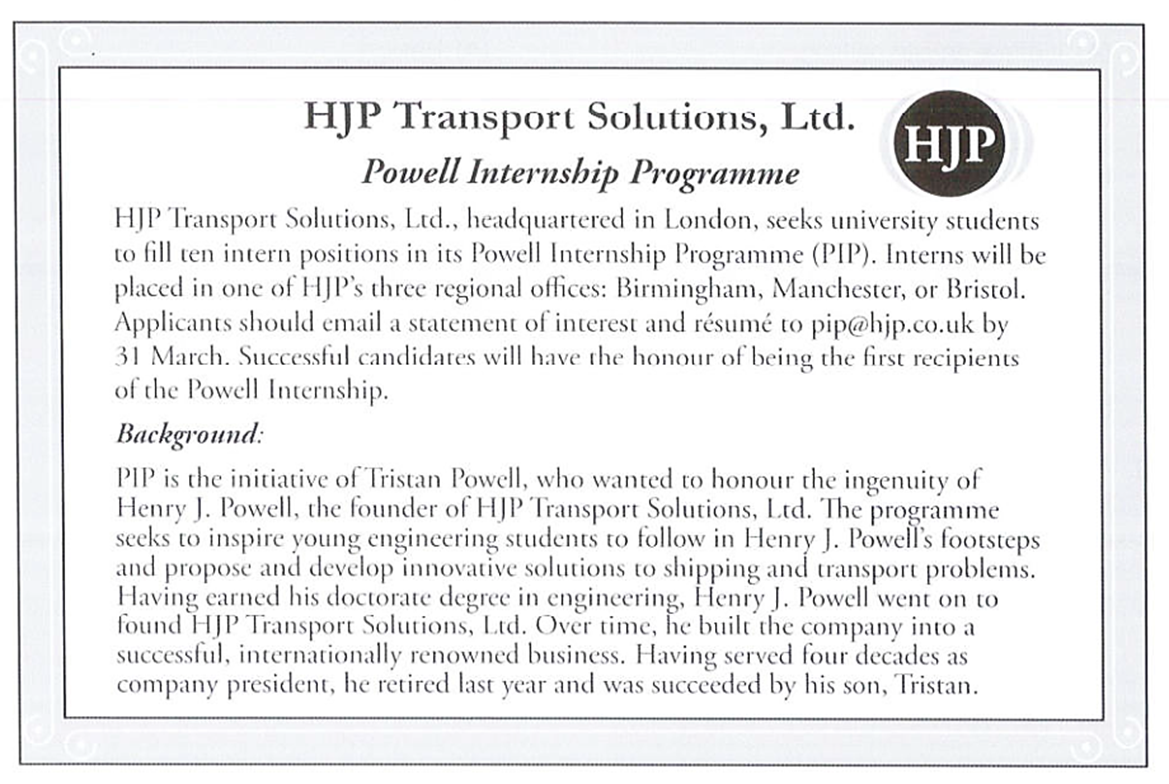 HJP Transport Solutions, Ltd.
HJP
Powell Internship Programme
HJP Transport Solutions, Ltd., headquartered in London, seeks university students
to fill ten intern positions in its Powell Internship Programme (PIP). Interns will be
placed in one of HJP's three regional offices: Birmingham, Manchester, or Bristol.
Applicants should email a statement of interest and résumé to pip@hjp.co.uk by
31 March. Successful candidates will have the honour of being the first recipients
of the Powell Internship.
Background:
PIP is the initiative of Tristan Powell, who wanted to honour the ingenuity of
Henry J. Powell, the founder of HJP Transport Solutions, Ltd. The programme
seeks to inspire young engineering students to follow in Henry J. Powell's footsteps
and propose and develop innovative solutions to shipping and transport problems.
Having earned his doctorate degree in engineering, Henry J. Powell went on to
found HJP Transport Solutions, Ltd. Over time, he built the company into a
successful, internationally renowned business. Having served four decades as
company president, he retired last year and was succeeded by his son, Tristan.